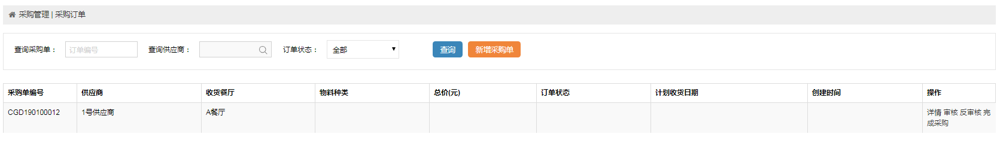 采购管理 | 采购订单
查询采购单： 订单编号 查询供应商： 订单状态： 全部 查询 新增采购单
采购单编号 供应商 收货餐厅 物料种类 总价(元) 订单状态 计划收货日期 创建时间 操作
CGD190100012 1号供应商 A餐厅 详情 审核 反审核 完
成采购